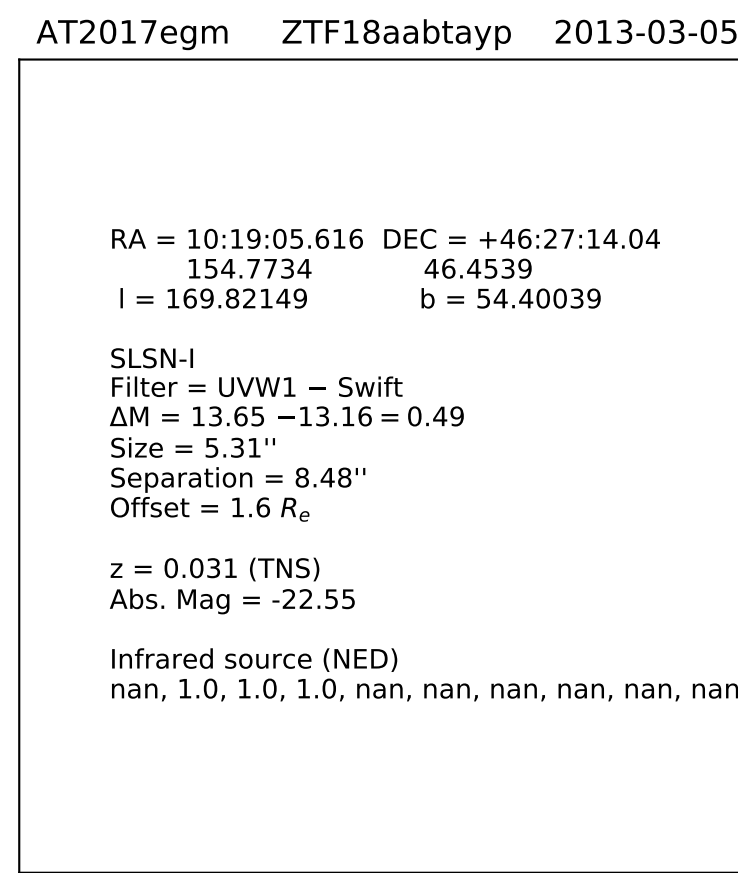 AT2017egm ZTF18aabtayp 2013-03-05
RA = 10:19:05.616 DEC = +46:27:14.04
154.7734 46.4539
l = 169.82149 b = 54.40039
SLSN-I
Filter = UVW1 − Swift
ΔM = 13.65 −13.16 = 0.49
Size = 5.31''
Separation = 8.48''
Offset = 1.6 Re
z = 0.031 (TNS)
Abs. Mag = -22.55
Infrared source (NED)
nan, 1.0, 1.0, 1.0, nan, nan, nan, nan, nan, nan